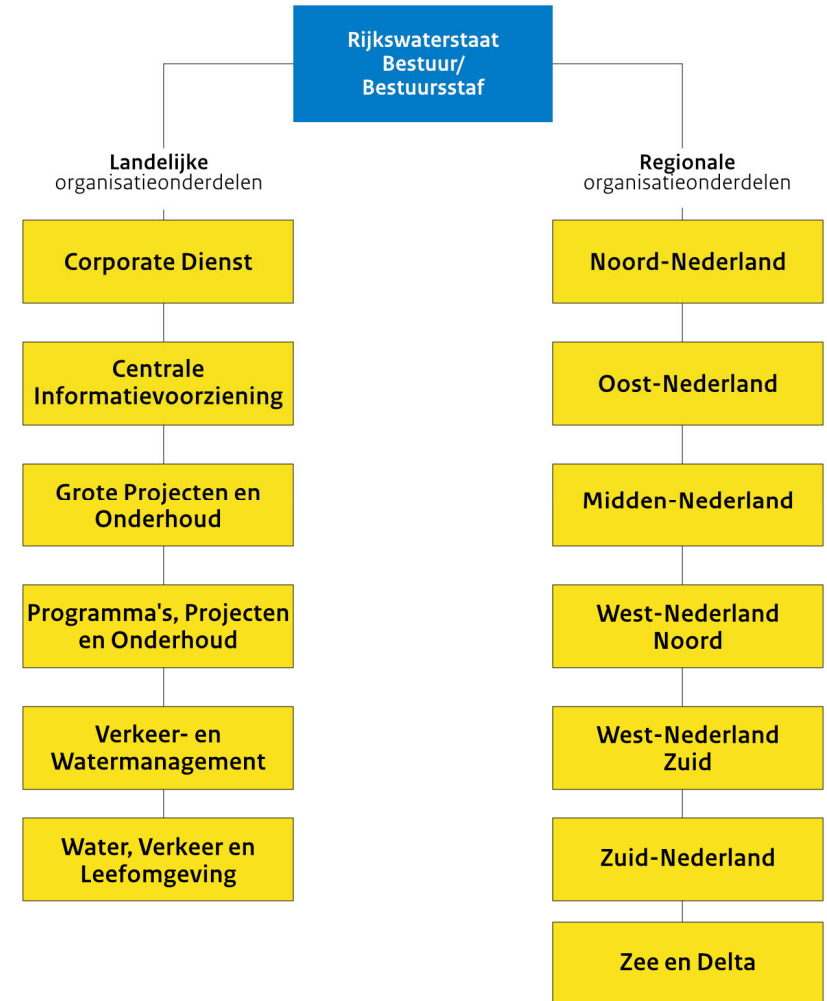 Rijkswaterstaat
Bestuur/
Bestuursstaf
Landelijke
organisatieonderdelen
Corporate Dienst
Centrale
Informatievoorziening
Grote Projecten en
Onderhoud
Programma's, Projecten
en Onderhoud
Verkeer- en
Watermanagement
Water, Verkeer en
Leefomgeving
Regionale
organisatieonderdelen
Noord-Nederland
Oost-Nederland
Midden-Nederland
West-Nederland
Noord
West-Nederland
Zuid
Zuid-Nederland
Zee en Delta